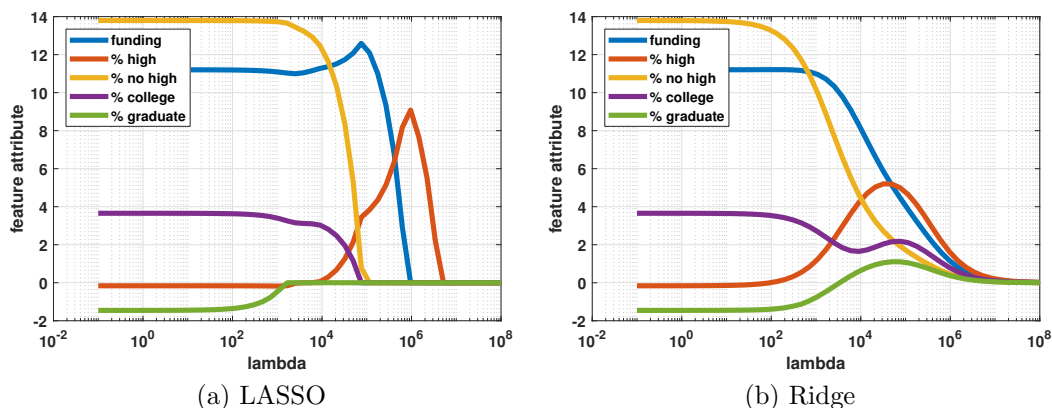 14
12
10
8
6
4
2
0
-2
feature attribute
funding
% high
% no high
% college
% graduate
10^-2 10^0 10^2 10^4 10^6 10^8
lambda
(a) LASSO
14
12
10
8
6
4
2
0
-2
feature attribute
funding
% high
% no high
% college
% graduate
10^-2 10^0 10^2 10^4 10^6 10^8
lambda
(b) Ridge